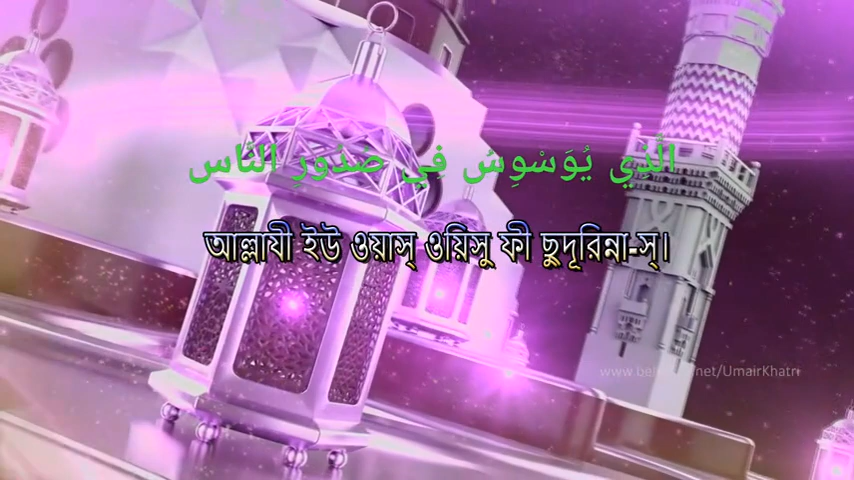 الَّذِي يُوَسْوِسُ فِي صُدُورِ النَّاسِ
আল্লাযী ইউ ওয়াস্ ওয়িসু ফী ছুদূরিন্না-স্।